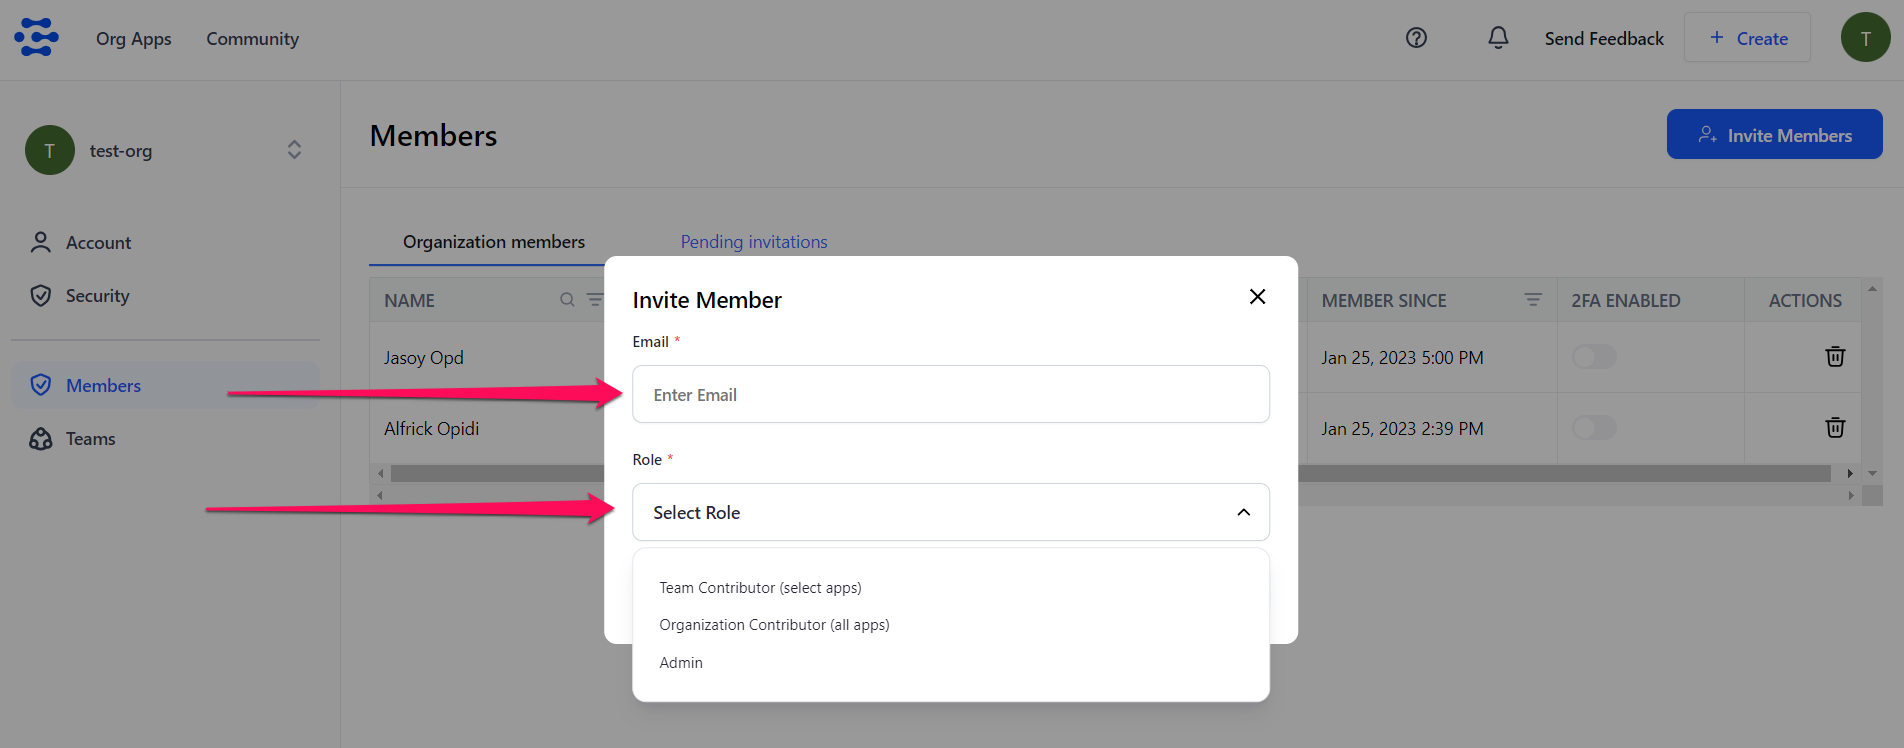 Org Apps Community Send Feedback + Create T
T test-org
Members
Invite Members
Account
Security
Members
Teams
Organization members Pending invitations
NAME MEMBER SINCE 2FA ENABLED ACTIONS
Jasoy Opd Jan 25, 2023 5:00 PM
Alfrick Opidi Jan 25, 2023 2:39 PM
Invite Member
Email *
Enter Email
Role *
Select Role
Team Contributor (select apps)
Organization Contributor (all apps)
Admin